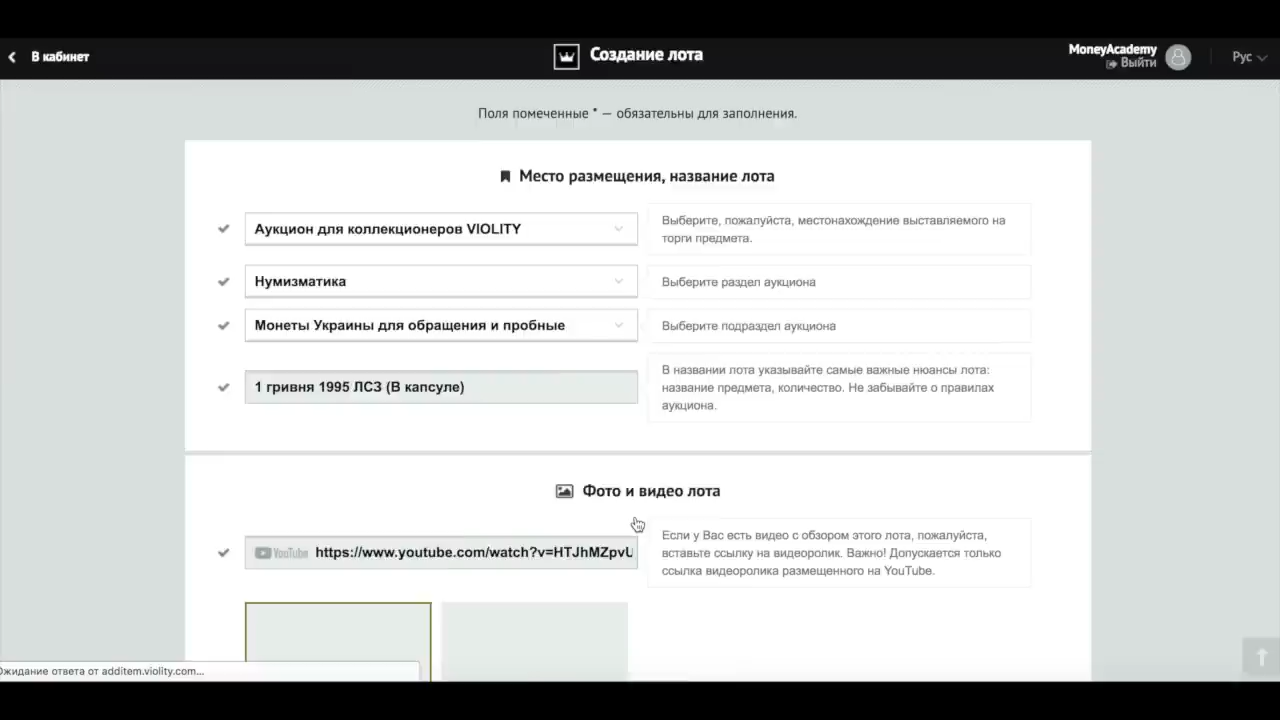 В кабинет
Создание лота
MoneyAcademy
Выйти
Рус
Поля помеченные * — обязательны для заполнения.
Место размещения, название лота
Аукцион для коллекционеров VIOLITY
Выберите, пожалуйста, местонахождение выставляемого на
торги предмета.
Нумизматика
Выберите раздел аукциона
Монеты Украины для обращения и пробные
Выберите подраздел аукциона
1 гривня 1995 ЛСЗ (В капсуле)
В названии лота указывайте самые важные нюансы лота:
название предмета, количество. Не забывайте о правилах
аукциона.
Фото и видео лота
YouTube https://www.youtube.com/watch?v=HTJhMZpvU
Если у Вас есть видео с обзором этого лота, пожалуйста,
вставьте ссылку на видеоролик. Важно! Допускается только
ссылка видеоролика размещенного на YouTube.
Ожидание ответа от additem.violity.com...